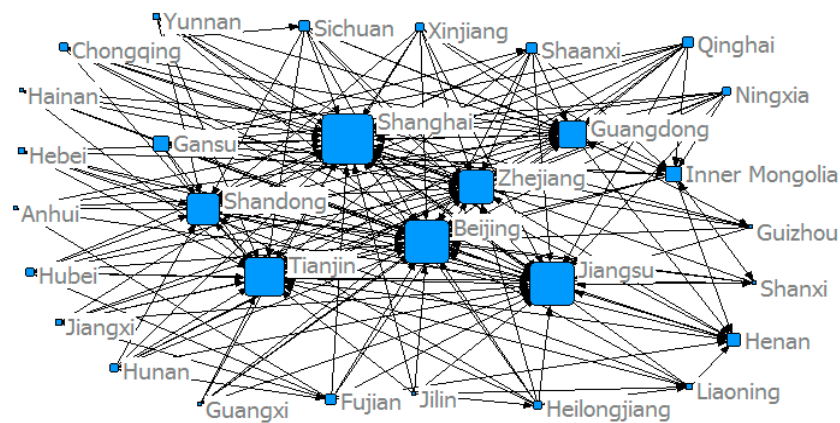 Yunnan
Sichuan
Xinjiang
Shaanxi
Qinghai
Chongqing
Hainan
Ningxia
Shanghai
Guangdong
Gansu
Hebei
Zhejiang
Inner Mongolia
Shandong
Anhui
Beijing
Guizhou
Tianjin
Jiangsu
Hubei
Shanxi
Jiangxi
Henan
Hunan
Liaoning
Guangxi
Fujian
Jilin
Heilongjiang